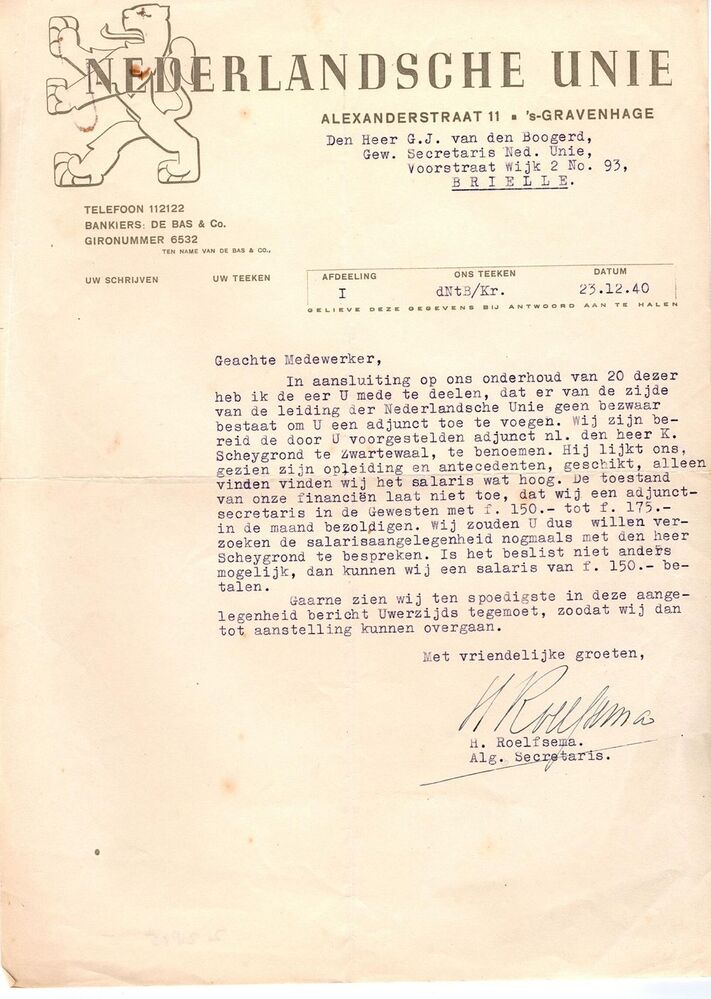 NEDERLANDSCHE UNIE
ALEXANDERSTRAAT 11 ▪ 's-GRAVENHAGE
Den Heer G.J. van den Boogerd,
Gew. Secretaris Ned. Unie,
Voorstraat Wijk 2 No. 93,
BRIELLE.
TELEFOON 112122
BANKIERS: DE BAS & Co.
GIRONUMMER 6532
TEN NAME VAN DE BAS & CO.,
UW SCHRIJVEN UW TEEKEN AFDEELING ONS TEEKEN DATUM
I dNtB/Kr. 23.12.40
GELIEVE DEZE GEGEVENS BIJ ANTWOORD AAN TE HALEN
Geachte Medewerker,
In aansluiting op ons onderhoud van 20 dezer
heb ik de eer U mede te deelen, dat er van de zijde
van de leiding der Nederlandsche Unie geen bezwaar
bestaat om U een adjunct toe te voegen. Wij zijn be-
reid de door U voorgestelden adjunct nl. den heer K.
Scheygrond te Zwartewaal, te benoemen. Hij lijkt ons,
gezien zijn opleiding en antecedenten, geschikt, alleen
vinden vinden wij het salaris wat hoog. De toestand
van onze financiën laat niet toe, dat wij een adjunct-
secretaris in de Gewesten met f. 150.- tot f. 175.-
in de maand bezoldigen. Wij zouden U dus willen ver-
zoeken de salarisaangelegenheid nogmaals met den heer
Scheygrond te bespreken. Is het beslist niet anders
mogelijk, dan kunnen wij een salaris van f. 150.- be-
talen.
Gaarne zien wij ten spoedigste in deze aange-
legenheid bericht Uwerzijds tegemoet, zoodat wij dan
tot aanstelling kunnen overgaan.
Met vriendelijke groeten,
H Roelfsema
H. Roelfsema.
Alg. Secretaris.